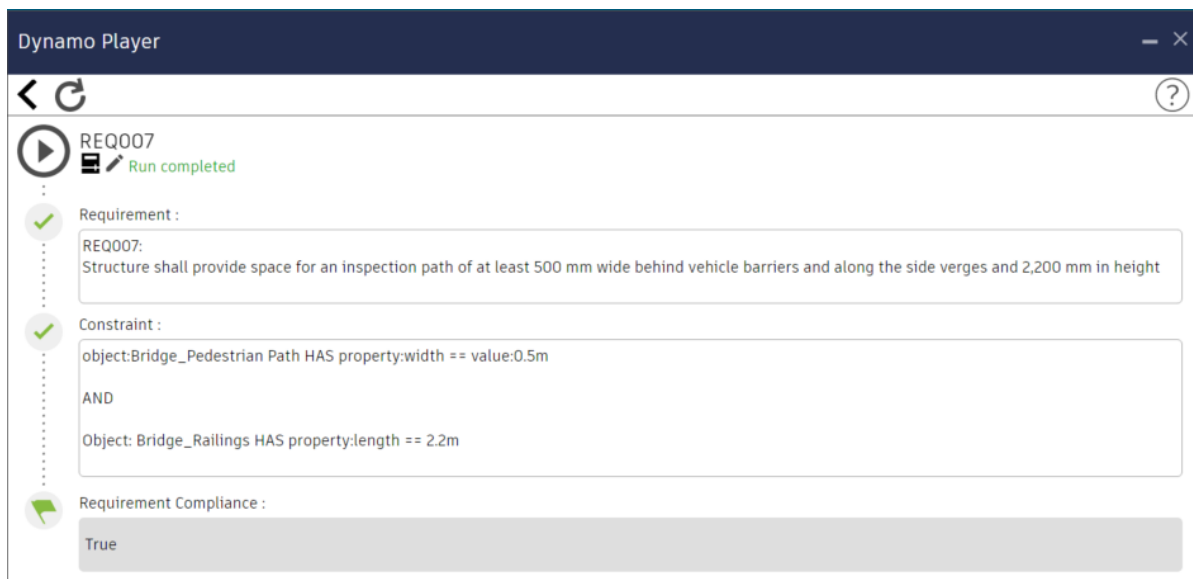 Dynamo Player
?
REQ007
Run completed
Requirement :
REQ007:
Structure shall provide space for an inspection path of at least 500 mm wide behind vehicle barriers and along the side verges and 2,200 mm in height
Constraint :
object:Bridge_Pedestrian Path HAS property:width == value:0.5m
AND
Object: Bridge_Railings HAS property:length == 2.2m
Requirement Compliance :
True